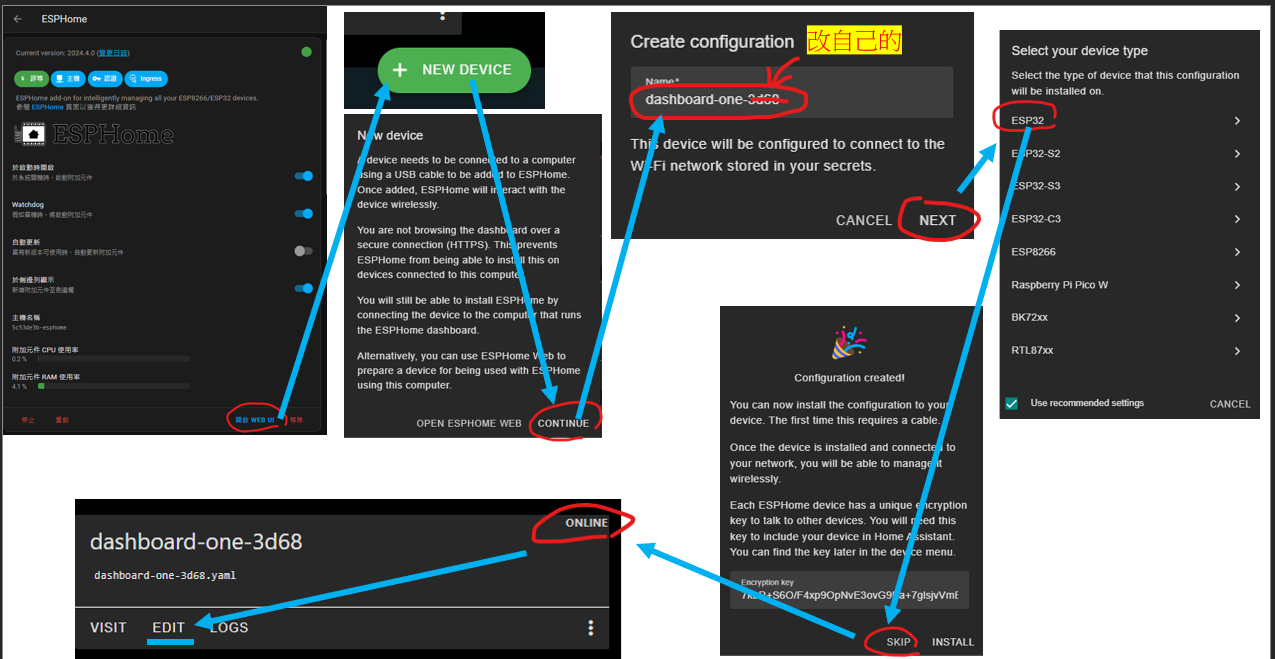 ESPHome
Current version: 2024.4.0 (變更日誌)
評等
主機
認證
Ingress
ESPHome add-on for intelligently managing all your ESP8266/ESP32 devices.
參閱 ESPHome 頁面以獲得更詳細資訊
ESPHome
於啟動時開啟
於系統開機時，啟動附加元件
Watchdog
假如當機時，將啟動附加元件
自動更新
當有新版本可使用時，自動更新附加元件
於側邊列顯示
新增附加元件至側邊欄
主機名稱
5c53de3b-esphome
附加元件 CPU 使用率
0.2 %
附加元件 RAM 使用率
4.1 %
停止
重啟
開啟 WEB UI
移除
+ NEW DEVICE
New device
A device needs to be connected to a computer
using a USB cable to be added to ESPHome.
Once added, ESPHome will interact with the
device wirelessly.
You are not browsing the dashboard over a
secure connection (HTTPS). This prevents
ESPHome from being able to install this on
devices connected to this computer.
You will still be able to install ESPHome by
connecting the device to the computer that runs
the ESPHome dashboard.
Alternatively, you can use ESPHome Web to
prepare a device for being used with ESPHome
using this computer.
OPEN ESPHOME WEB
CONTINUE
Create configuration
改自己的
Name*
dashboard-one-3d68
This device will be configured to connect to the
Wi-Fi network stored in your secrets.
CANCEL
NEXT
Select your device type
Select the type of device that this configuration
will be installed on.
ESP32
ESP32-S2
ESP32-S3
ESP32-C3
ESP8266
Raspberry Pi Pico W
BK72xx
RTL87xx
Use recommended settings
CANCEL
Configuration created!
You can now install the configuration to your
device. The first time this requires a cable.
Once the device is installed and connected to
your network, you will be able to manage it
wirelessly.
Each ESPHome device has a unique encryption
key to talk to other devices. You will need this
key to include your device in Home Assistant.
You can find the key later in the device menu.
Encryption key
SKIP
INSTALL
ONLINE
dashboard-one-3d68
dashboard-one-3d68.yaml
VISIT
EDIT
LOGS